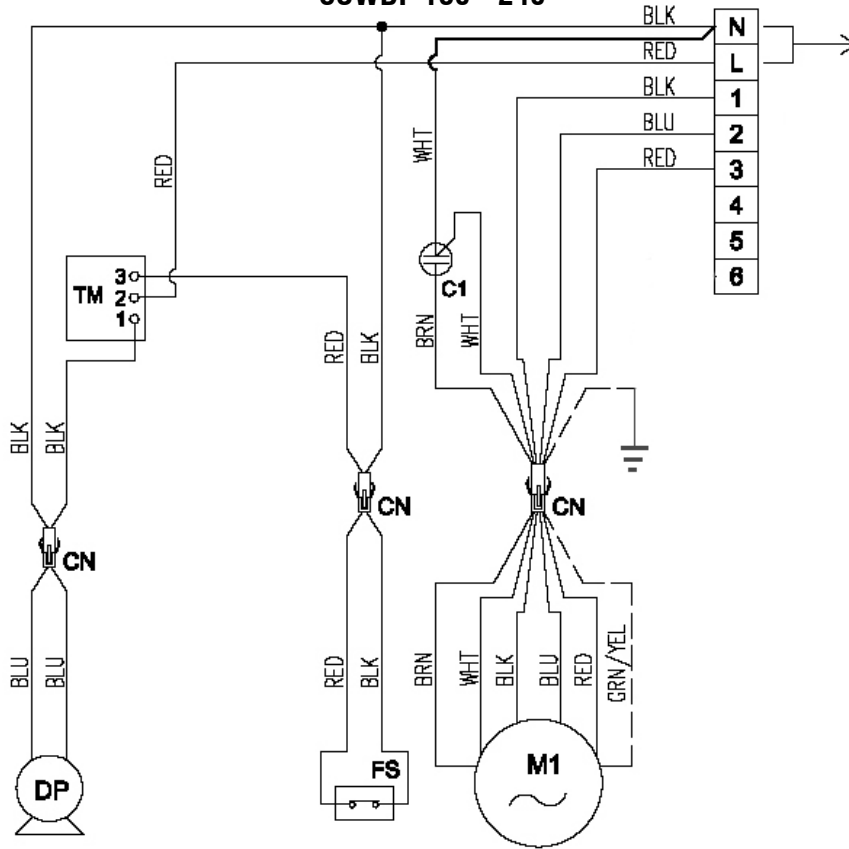 BLK
N
RED
L
BLK
1
BLU
2
RED
3
4
5
6
WHT
RED
TM
3
2
1
C1
BRN
WHT
RED
BLK
BLK
BLK
CN
CN
CN
BLU
BLU
RED
BLK
BRN
WHT
BLK
BLU
RED
GRN/YEL
DP
FS
M1